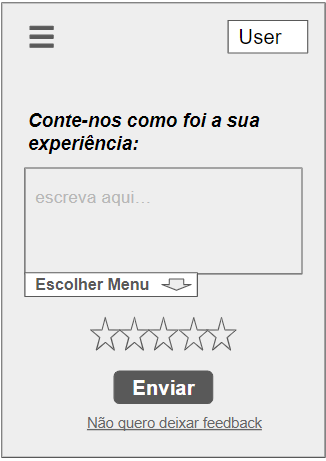 User
Conte-nos como foi a sua
experiência:
escreva aqui...
Escolher Menu
Enviar
Não quero deixar feedback